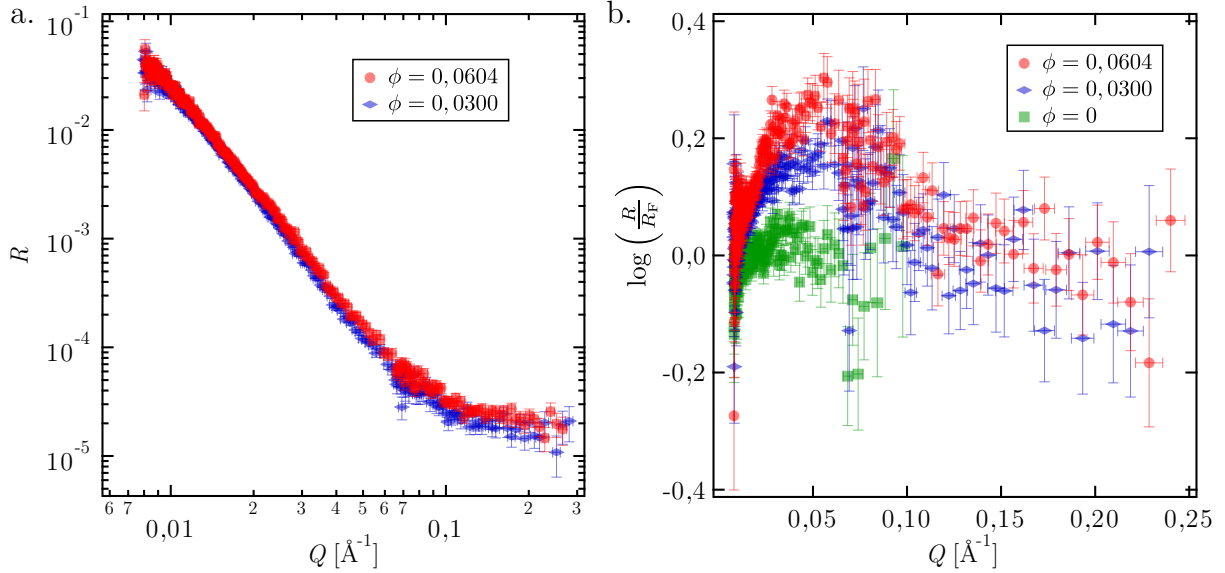 a.
10⁻¹
10⁻²
10⁻³
10⁻⁴
10⁻⁵
R
ϕ = 0,0604
ϕ = 0,0300
6 7 2 3 4 5 6 7 2 3
0,01 0,1
Q [Å⁻¹]
b.
0,4
0,2
0,0
-0,2
-0,4
log (R/R_F)
ϕ = 0,0604
ϕ = 0,0300
ϕ = 0
0,05 0,10 0,15 0,20 0,25
Q [Å⁻¹]